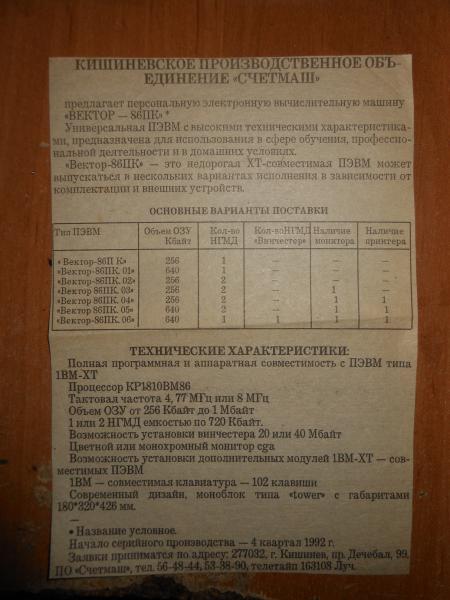 КИШИНЕВСКОЕ ПРОИЗВОДСТВЕННОЕ ОБЪ-
ЕДИНЕНИЕ «СЧЕТМАШ»
предлагает персональную электронную вычислительную машину
«ВЕКТОР — 86ПК» *
Универсальная ПЭВМ с высокими техническими характеристика-
ми, предназначена для использования в сфере обучения, профессио-
нальной деятельности и в домашних условиях.
«Вектор-86ПК» — это недорогая XT-совместимая ПЭВМ может
выпускаться в нескольких вариантах исполнения в зависимости от
комплектации и внешних устройств.
ОСНОВНЫЕ ВАРИАНТЫ ПОСТАВКИ
Тип ПЭВМ Объем ОЗУ Кбайт Кол-во НГМД Кол-во НГМД «Винчестер» Наличие монитора Наличие принтера
«Вектор-86П К» 256 1 — — —
«Вектор-86ПК. 01» 640 1 — — —
«Вектор-86ПК. 02» 256 2 — — —
«Вектор-86ПК. 03» 256 2 — 1 —
«Вектор-86ПК. 04» 256 2 — 1 1
«Вектор-86ПК. 05» 640 2 — 1 1
«Вектор-86ПК. 06» 640 1 1 1 1
ТЕХНИЧЕСКИЕ ХАРАКТЕРИСТИКИ:
Полная программная и аппаратная совместимость с ПЭВМ типа
1ВМ-ХТ
Процессор КР1810ВМ86
Тактовая частота 4, 77 МГц или 8 МГц
Объем ОЗУ от 256 Кбайт до 1 Мбайт
1 или 2 НГМД емкостью по 720 Кбайт.
Возможность установки винчестера 20 или 40 Мбайт
Цветной или монохромный монитор cga
Возможность установки дополнительных модулей 1ВМ-ХТ — сов-
местимых ПЭВМ
1ВМ — совместимая клавиатура — 102 клавиши
Современный дизайн, моноблок типа «tower» с габаритами
180*320*426 мм.
—
• Название условное.
Начало серийного производства — 4 квартал 1992 г.
Заявки принимаются по адресу: 277032, г. Кишинев, пр. Дечебал, 99,
ПО «Счетмаш», тел. 56-48-44, 53-38-90, телетайп 163108 Луч.